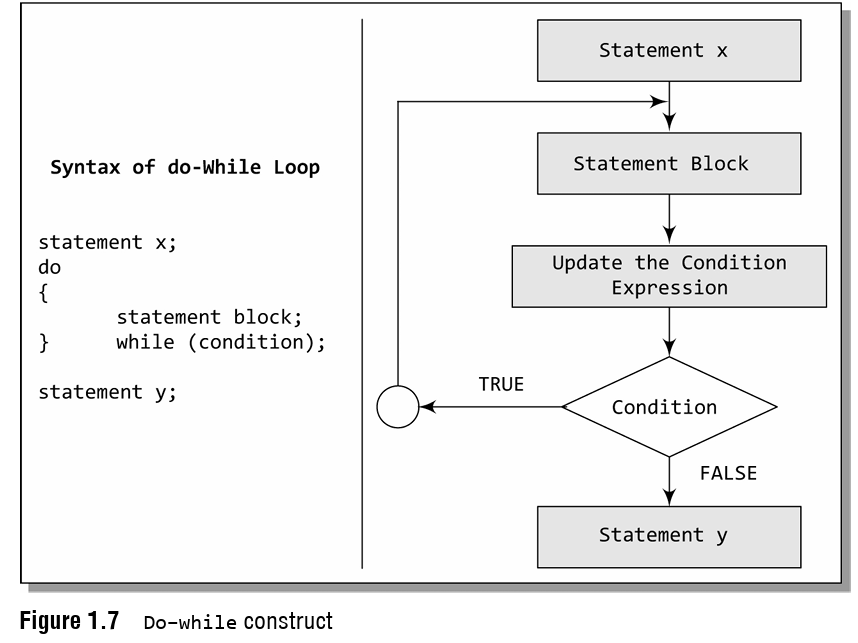 Syntax of do-While Loop
statement x;
do
{
statement block;
} while (condition);
statement y;
Statement x
Statement Block
Update the Condition
Expression
TRUE
Condition
FALSE
Statement y
Figure 1.7 Do-while construct